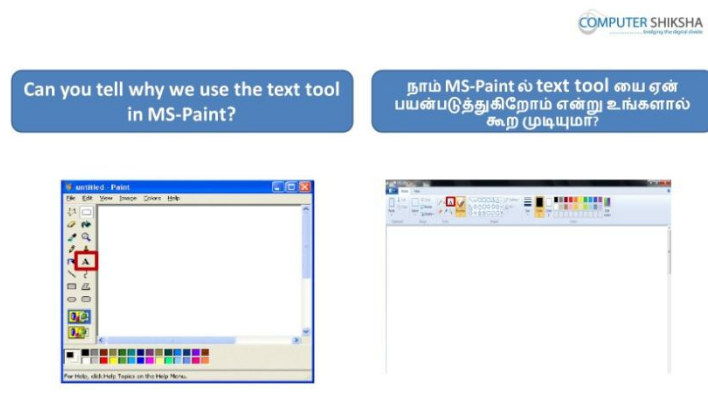 COMPUTER SHIKSHA
bridging the digital divide
Can you tell why we use the text tool
in MS-Paint?
நாம் MS-Paint ல் text tool யை ஏன்
பயன்படுத்துகிறோம் என்று உங்களால்
கூற முடியுமா?
untitled - Paint
File Edit View Image Colors Help
A
For Help, click Help Topics on the Help Menu.